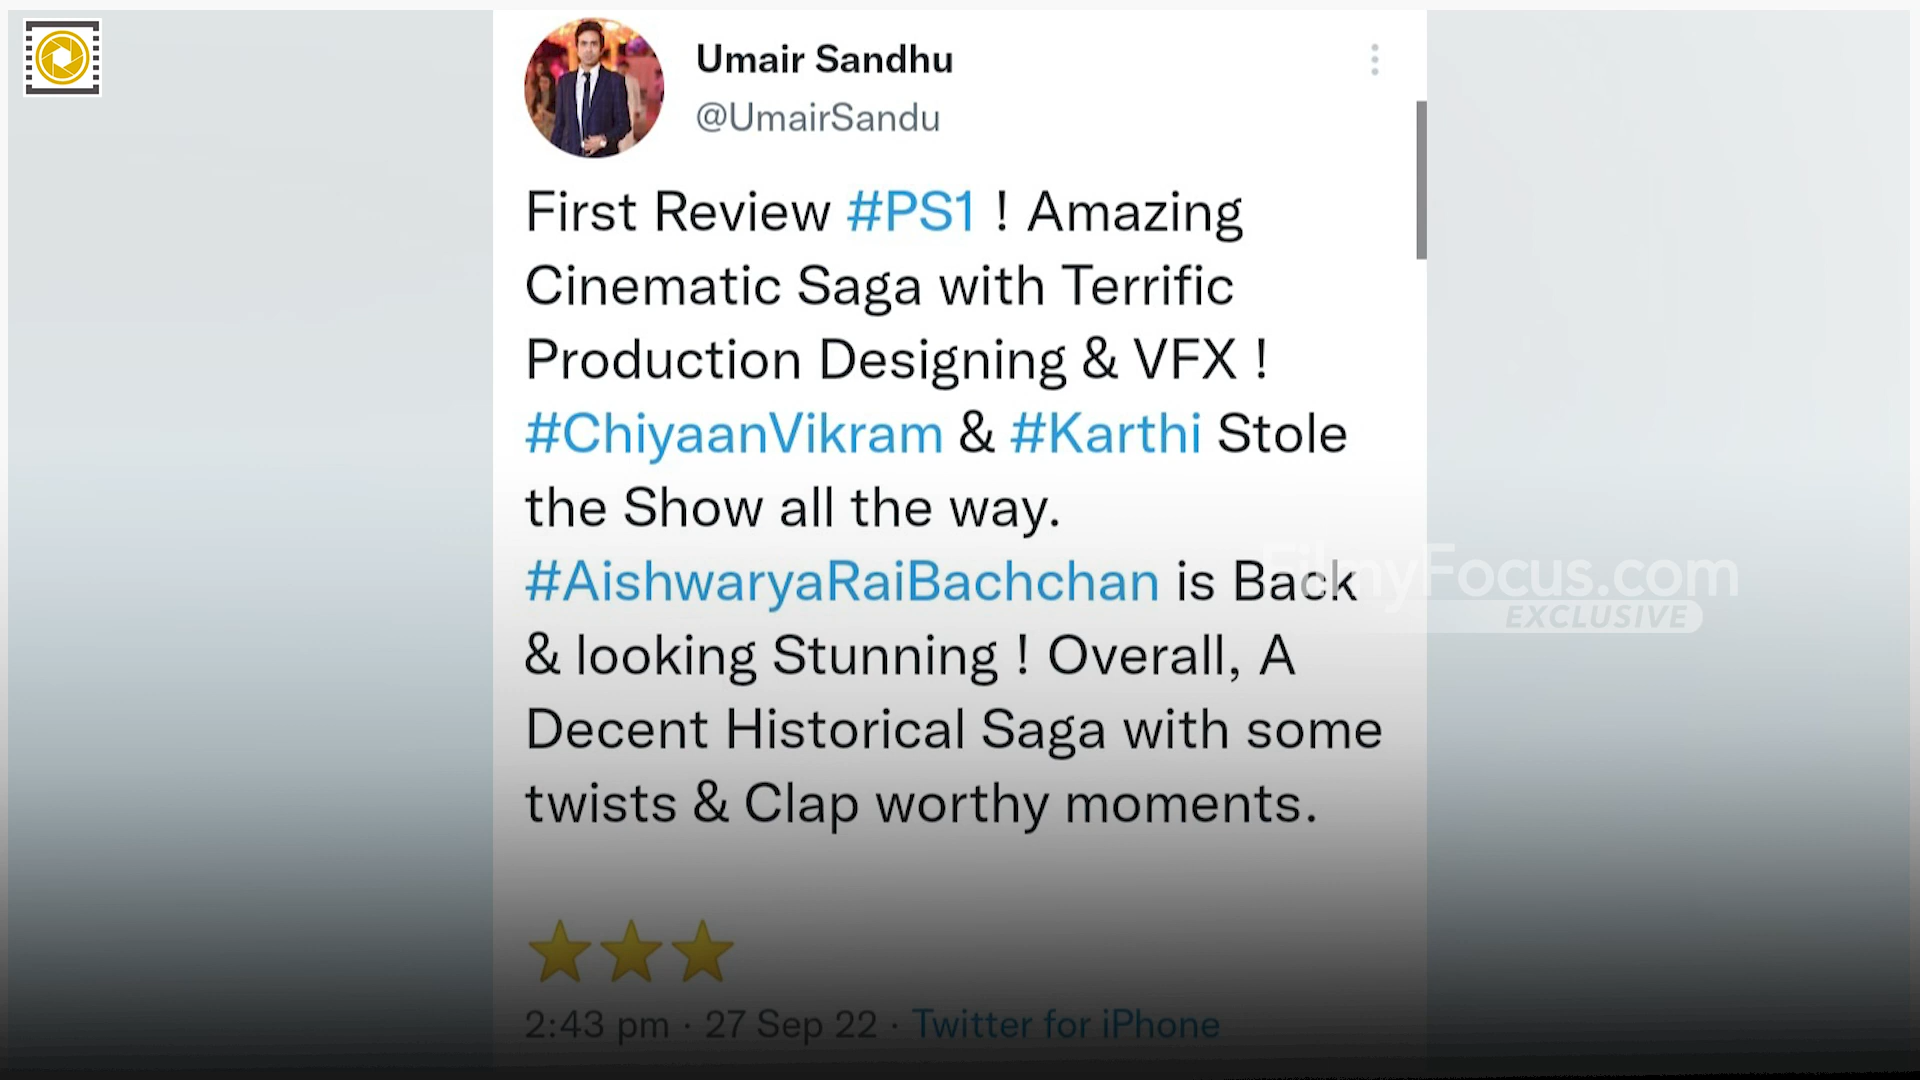 Umair Sandhu
@UmairSandu
First Review #PS1 ! Amazing
Cinematic Saga with Terrific
Production Designing & VFX !
#ChiyaanVikram & #Karthi Stole
the Show all the way.
#AishwaryaRaiBachchan is Back
& looking Stunning ! Overall, A
Decent Historical Saga with some
twists & Clap worthy moments.
2:43 pm · 27 Sep 22 · Twitter for iPhone
FilmyFocus.com
EXCLUSIVE